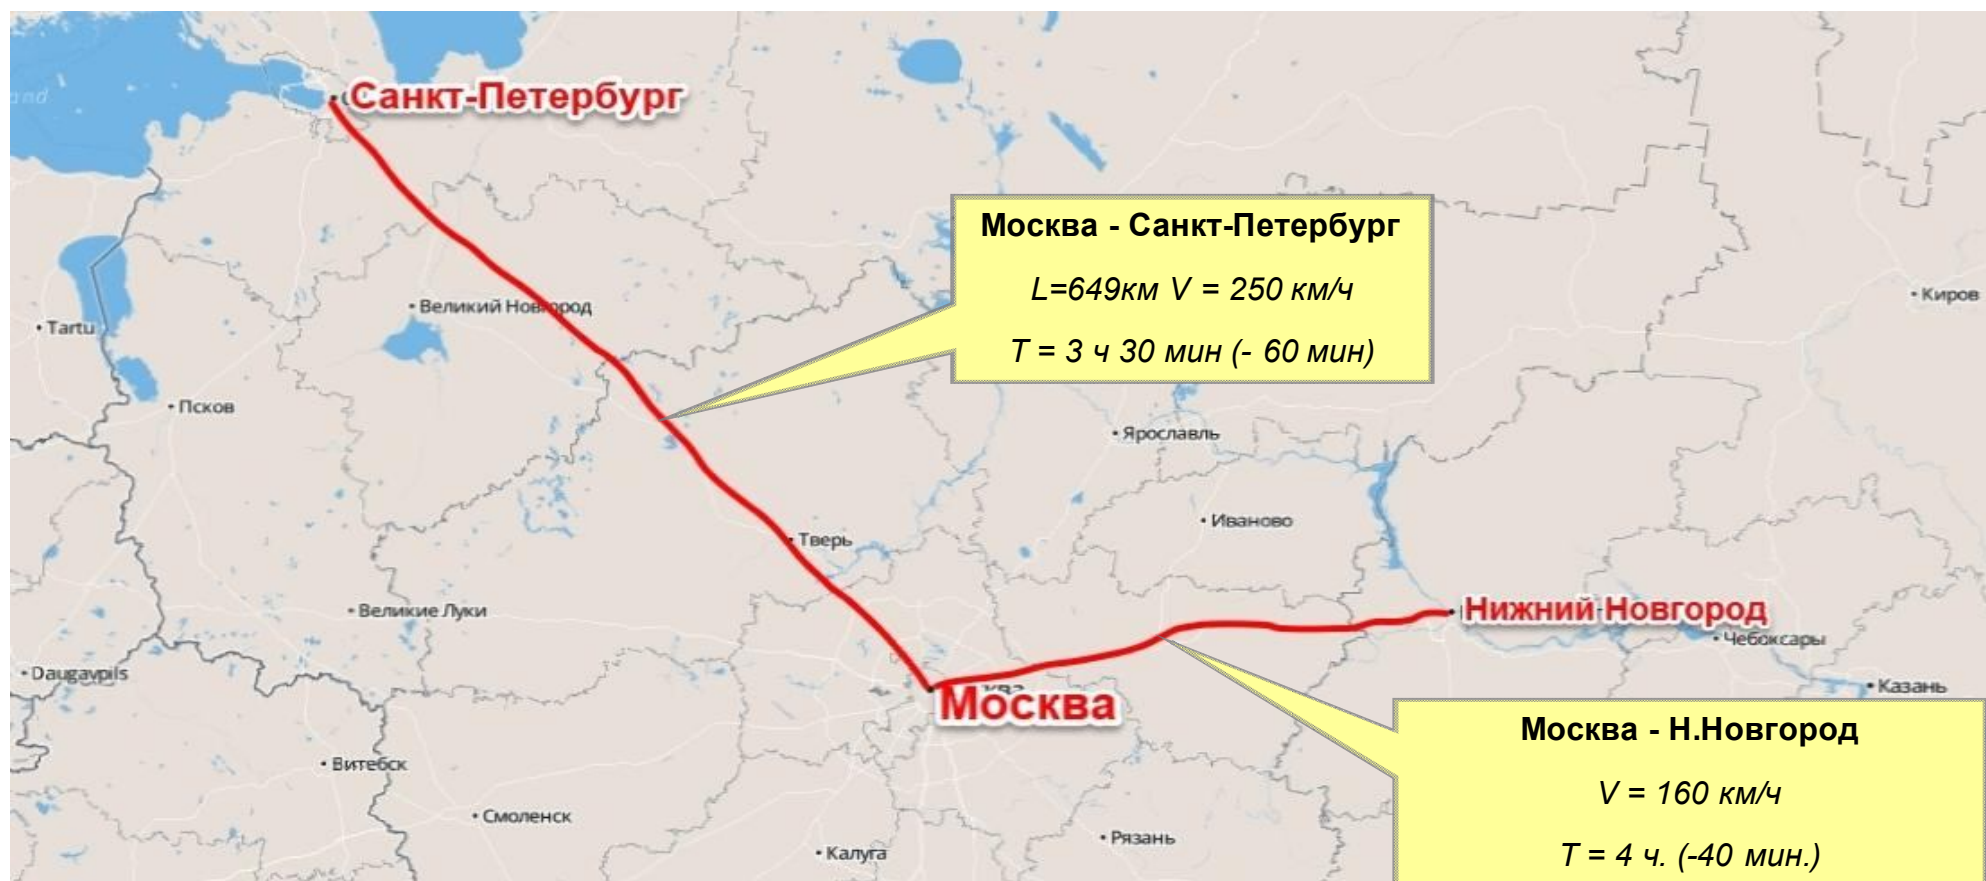 Санкт-Петербург
Москва - Санкт-Петербург
L=649км V = 250 км/ч
T = 3 ч 30 мин (- 60 мин)
Великий Новгород
Киров
Tartu
Псков
Ярославль
Иваново
Тверь
Великие Луки
Нижний Новгород
Чебоксары
Daugavpils
Казань
Москва
Москва - Н.Новгород
V = 160 км/ч
T = 4 ч. (-40 мин.)
Витебск
Смоленск
Рязань
Калуга